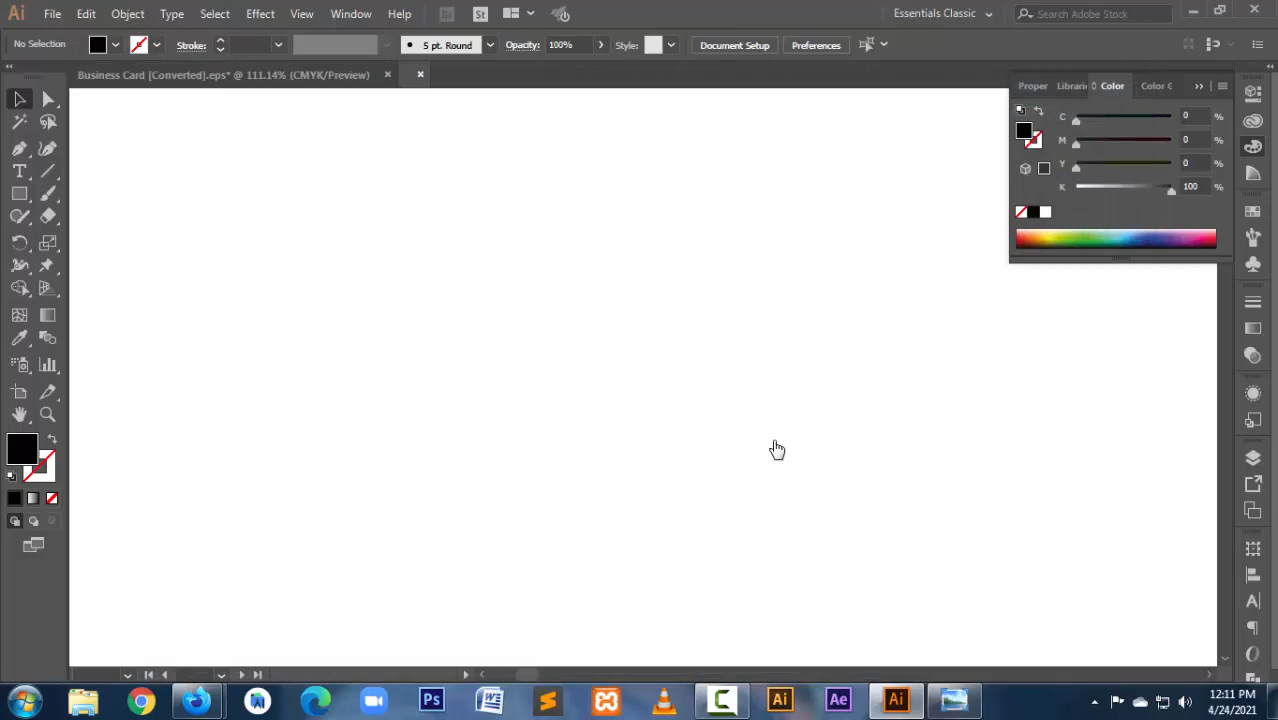 Ai File Edit Object Type Select Effect View Window Help Br St Essentials Classic Search Adobe Stock
No Selection Stroke: 5 pt. Round Opacity: 100% Style: Document Setup Preferences
Business Card [Converted].eps* @ 111.14% (CMYK/Preview)
Proper Librari Color Color
C 0 %
M 0 %
Y 0 %
K 100 %
Ps W Ai Ae Ai
12:11 PM
4/24/2021